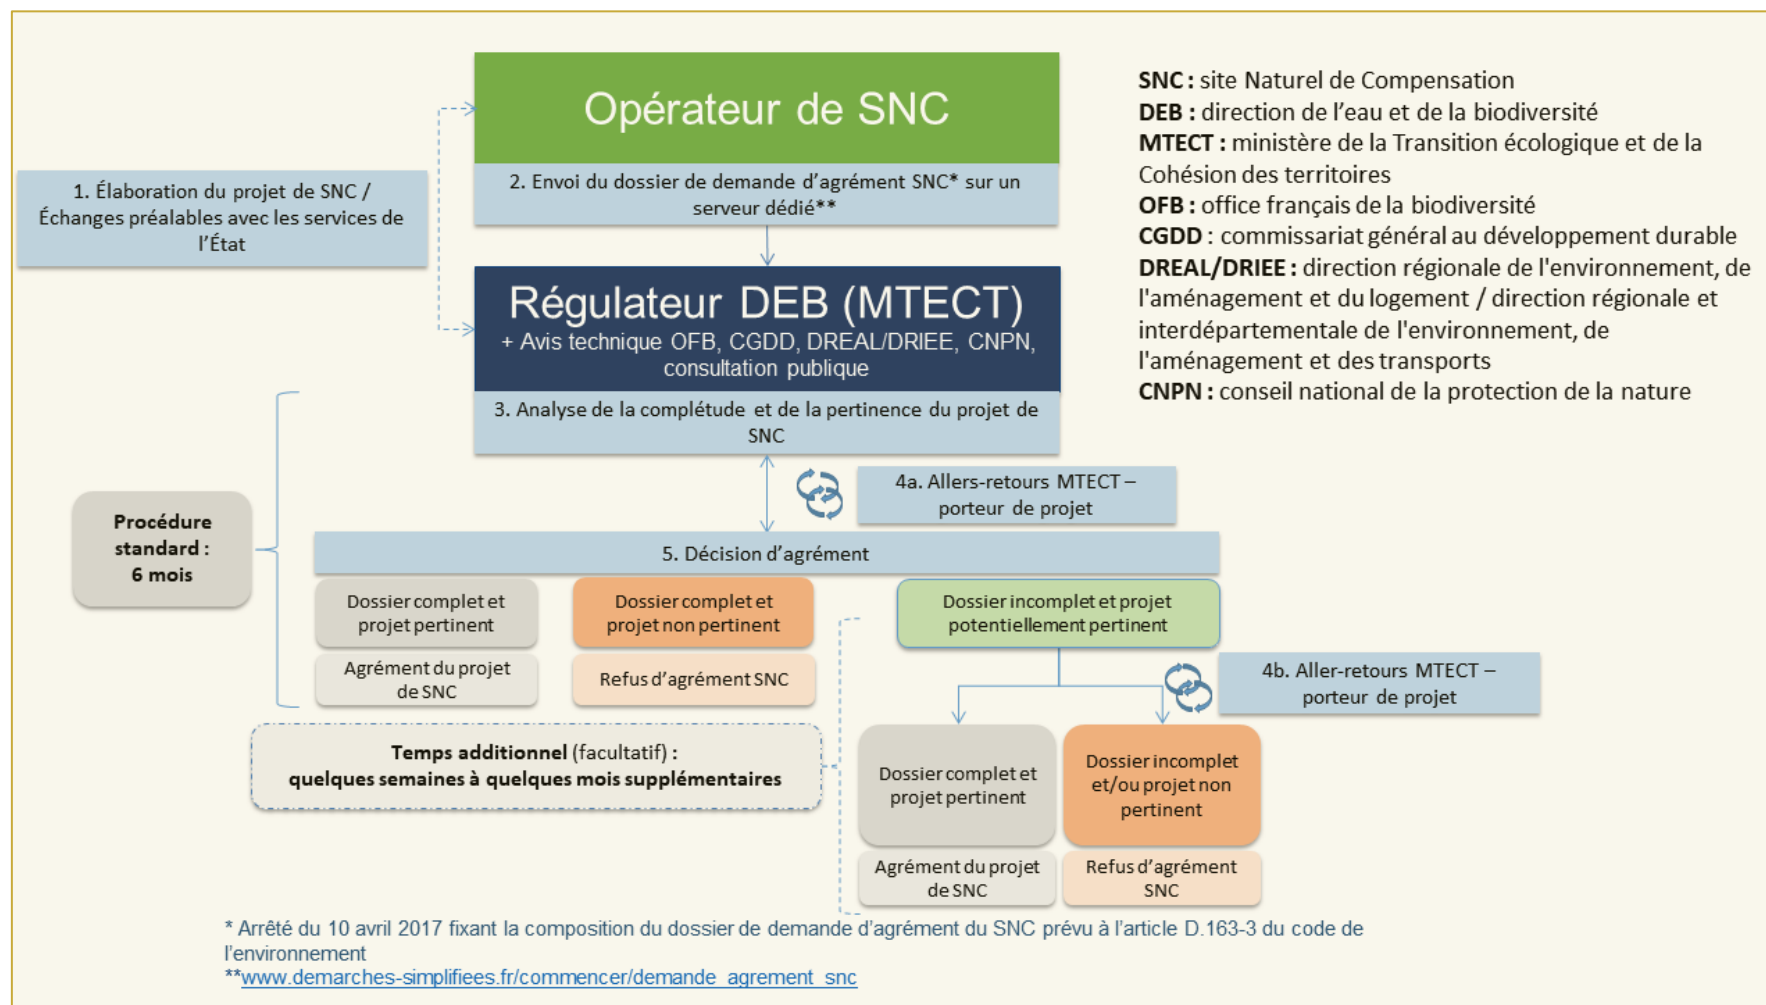 Opérateur de SNC
SNC : site Naturel de Compensation
DEB : direction de l'eau et de la biodiversité
MTECT : ministère de la Transition écologique et de la
Cohésion des territoires
OFB : office français de la biodiversité
CGDD : commissariat général au développement durable
DREAL/DRIEE : direction régionale de l'environnement, de
l'aménagement et du logement / direction régionale et
interdépartementale de l'environnement, de
l'aménagement et des transports
CNPN : conseil national de la protection de la nature
1. Élaboration du projet de SNC /
Échanges préalables avec les services de
l'État
2. Envoi du dossier de demande d'agrément SNC* sur un
serveur dédié**
Régulateur DEB (MTECT)
+ Avis technique OFB, CGDD, DREAL/DRIEE, CNPN,
consultation publique
3. Analyse de la complétude et de la pertinence du projet de
SNC
4a. Allers-retours MTECT –
porteur de projet
Procédure
standard :
6 mois
5. Décision d'agrément
Dossier complet et
projet pertinent
Dossier complet et
projet non pertinent
Dossier incomplet et projet
potentiellement pertinent
Agrément du projet
de SNC
Refus d'agrément SNC
4b. Aller-retours MTECT –
porteur de projet
Temps additionnel (facultatif) :
quelques semaines à quelques mois supplémentaires
Dossier complet et
projet pertinent
Dossier incomplet
et/ou projet non
pertinent
Agrément du projet
de SNC
Refus d'agrément
SNC
* Arrêté du 10 avril 2017 fixant la composition du dossier de demande d'agrément du SNC prévu à l'article D.163-3 du code de
l'environnement
**www.demarches-simplifiees.fr/commencer/demande_agrement_snc